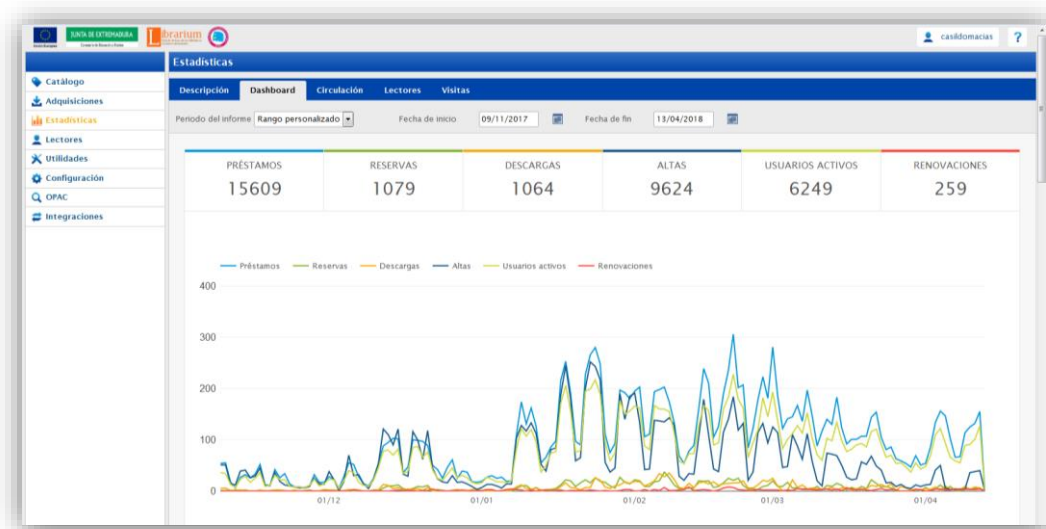 JUNTA DE EXTREMADURA
Librarium
casildomacias ?
Estadísticas
Catálogo
Adquisiciones
Estadísticas
Lectores
Utilidades
Configuración
OPAC
Integraciones
Descripción Dashboard Circulación Lectores Visitas
Periodo del informe Rango personalizado Fecha de inicio 09/11/2017 Fecha de fin 13/04/2018
PRÉSTAMOS RESERVAS DESCARGAS ALTAS USUARIOS ACTIVOS RENOVACIONES
15609 1079 1064 9624 6249 259
Préstamos Reservas Descargas Altas Usuarios activos Renovaciones
400
300
200
100
0
01/12 01/01 01/02 01/03 01/04